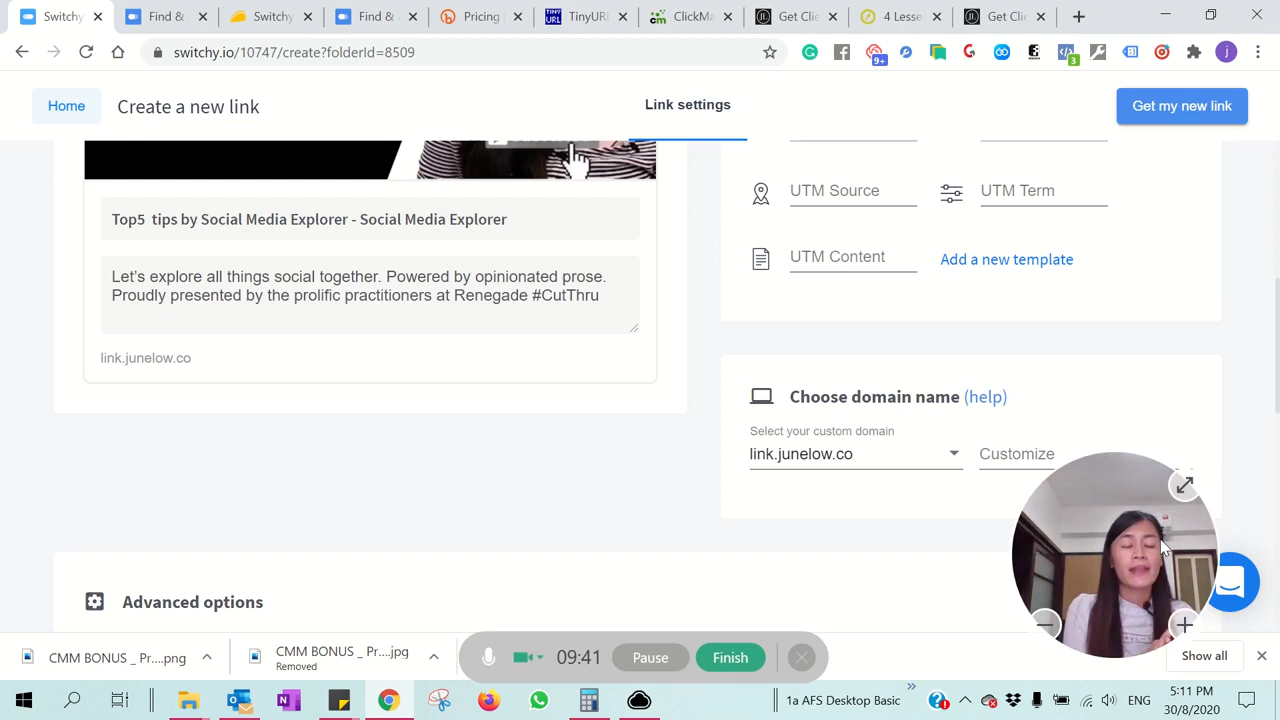 Switchy
Find &
Switchy
Find &
Pricing
TINY
URL
TinyURL
cm
ClickMa
Get Clie
4 Lesse
Get Clie
switchy.io/10747/create?folderId=8509
9+
3
j
Home
Create a new link
Link settings
Get my new link
UTM Source
UTM Term
UTM Content
Add a new template
Top5 tips by Social Media Explorer - Social Media Explorer
Let's explore all things social together. Powered by opinionated prose.
Proudly presented by the prolific practitioners at Renegade #CutThru
link.junelow.co
Choose domain name (help)
Select your custom domain
link.junelow.co
Customize
Advanced options
CMM BONUS _ Pr....png
CMM BONUS _ Pr....jpg
Removed
09:41
Pause
Finish
Show all
1a AFS Desktop Basic
ENG
5:11 PM
30/8/2020